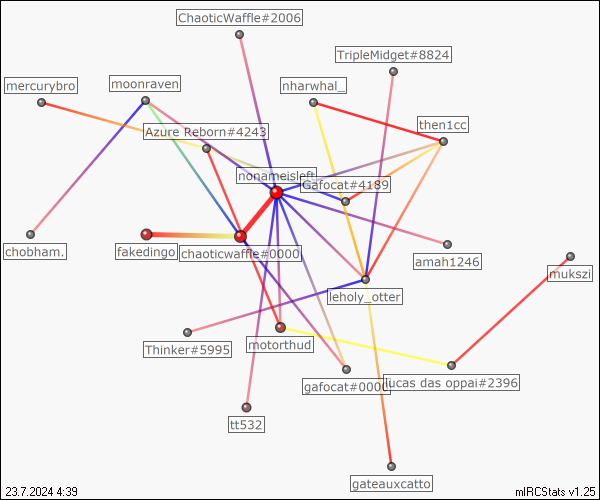 ChaoticWaffle#2006
TripleMidget#8824
mercurybro
moonraven
nharwhal_
then1cc
Azure Reborn#4243
nonameisleft
Gafocat#4189
chobham.
fakedingo
chaoticwaffle#0000
amah1246
mukszi
leholy_otter
Thinker#5995
motorthud
gafocat#0000
lucas das oppai#2396
tt532
gateauxcatto
23.7.2024 4:39
mIRCStats v1.25